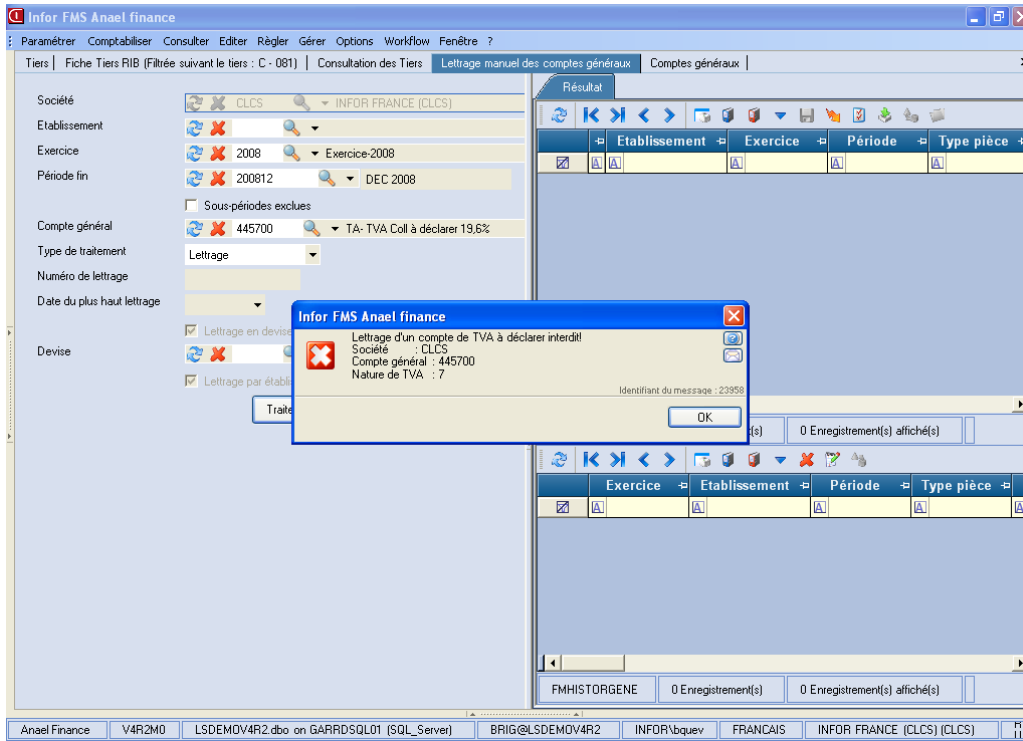 Infor FMS Anael finance
Paramétrer Comptabiliser Consulter Editer Règler Gérer Options Workflow Fenêtre ?
Tiers | Fiche Tiers RIB (Filtrée suivant le tiers : C - 081) | Consultation des Tiers Lettrage manuel des comptes généraux Comptes généraux |
Société CLCS INFOR FRANCE (CLCS)
Etablissement
Exercice 2008 Exercice-2008
Période fin 200812 DEC 2008
Sous-périodes exclues
Compte général 445700 TA- TVA Coll à déclarer 19,6%
Type de traitement Lettrage
Numéro de lettrage
Date du plus haut lettrage
Lettrage en devise
Devise
Lettrage par établi
Traite
Résultat
Etablissement Exercice Période Type pièce
Infor FMS Anael finance
Lettrage d'un compte de TVA à déclarer interdit!
Société : CLCS
Compte général : 445700
Nature de TVA : 7
Identifiant du message : 23958
OK
(s) 0 Enregistrement(s) affiché(s)
Exercice Etablissement Période Type pièce
FMHISTORGENE 0 Enregistrement(s) 0 Enregistrement(s) affiché(s)
Anael Finance V4R2M0 LSDEMOV4R2.dbo on GARRDSQL01 (SQL_Server) BRIG@LSDEMOV4R2 INFOR\bquev FRANCAIS INFOR FRANCE (CLCS) (CLCS)